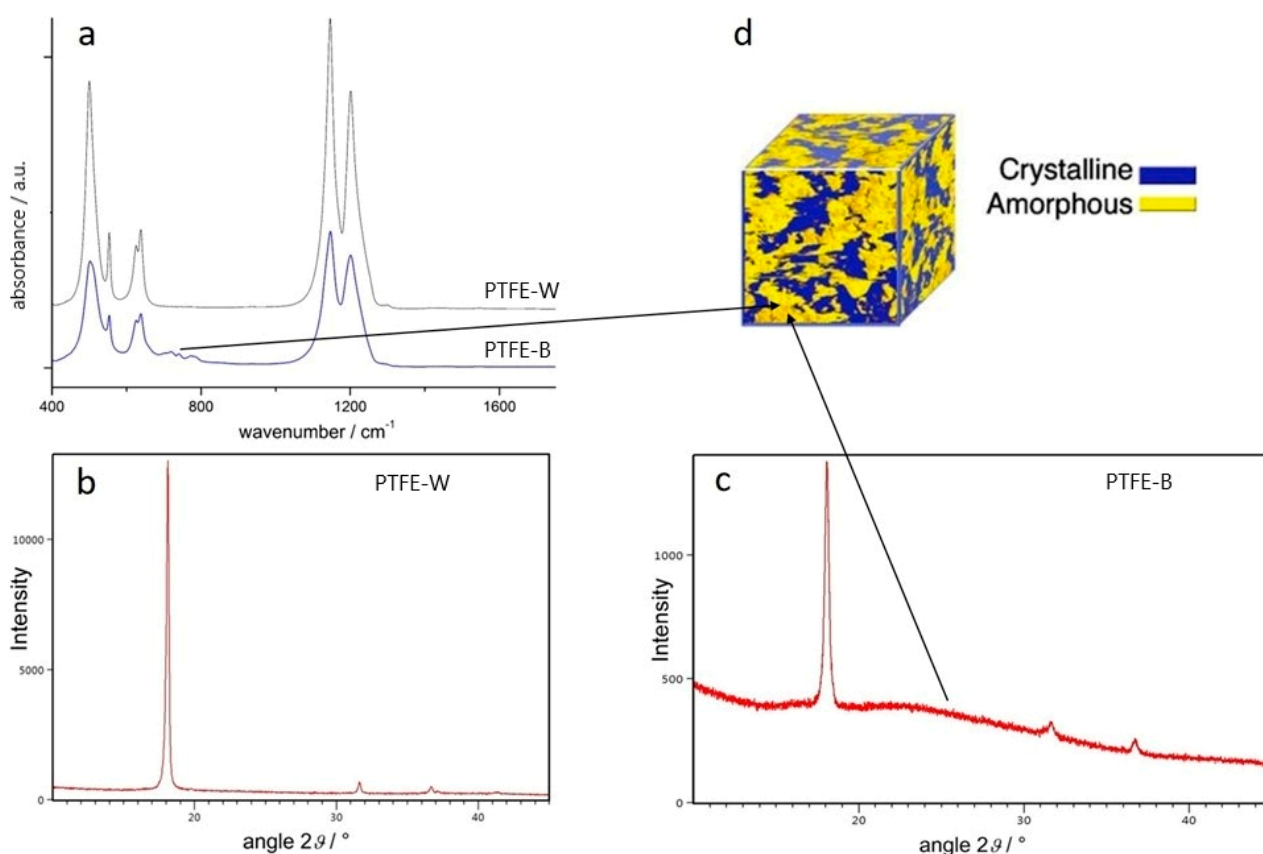 a
absorbance / a.u.
PTFE-W
PTFE-B
400
800
1200
1600
wavenumber / cm⁻¹
d
Crystalline
Amorphous
b
PTFE-W
Intensity
10000
5000
0
20
30
40
angle 2𝜗 / °
c
PTFE-B
Intensity
1000
500
0
20
30
40
angle 2𝜗 / °